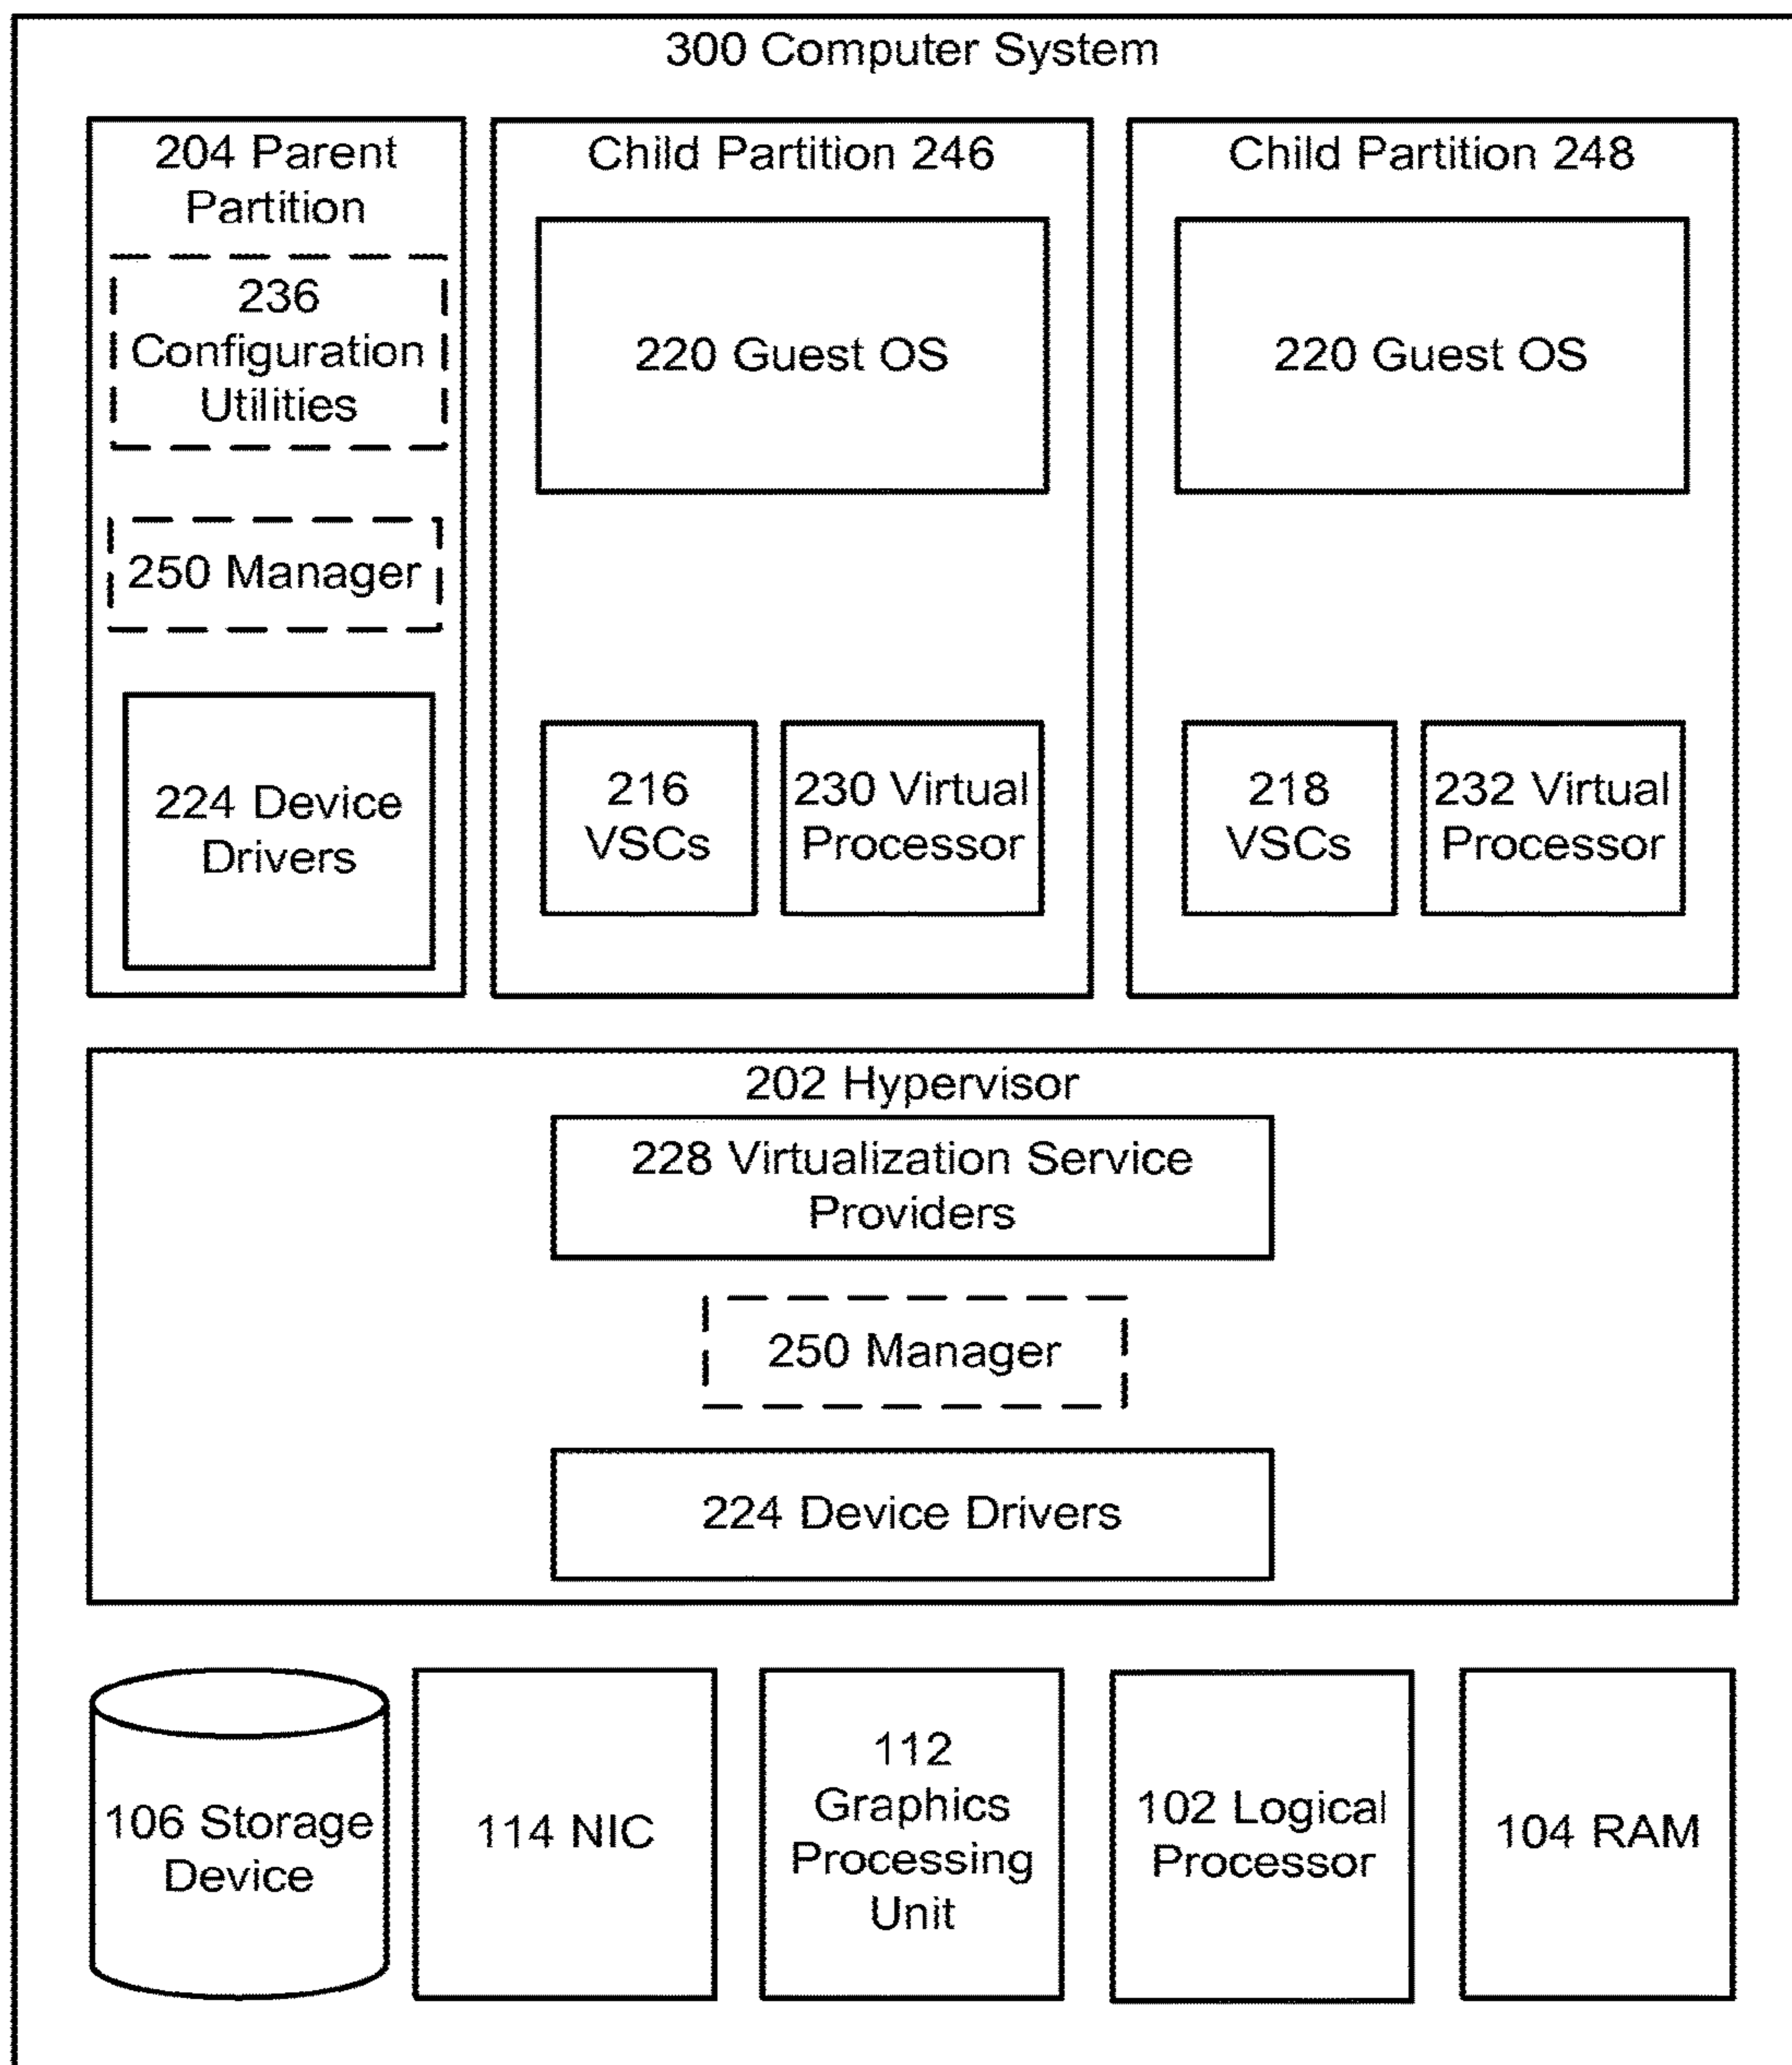 300 Computer System
204 Parent
Partition
236
Configuration
Utilities
250 Manager
224 Device
Drivers
Child Partition 246
220 Guest OS
216
VSCs
230 Virtual
Processor
Child Partition 248
220 Guest OS
218
VSCs
232 Virtual
Processor
202 Hypervisor
228 Virtualization Service
Providers
250 Manager
224 Device Drivers
106 Storage
Device
114 NIC
112
Graphics
Processing
Unit
102 Logical
Processor
104 RAM